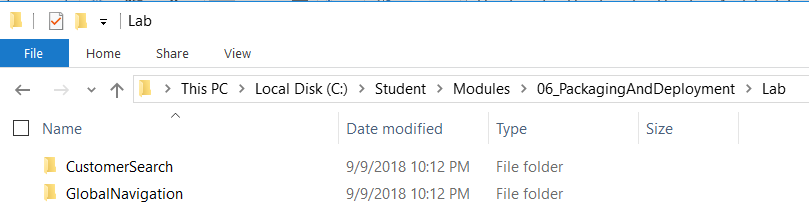 Lab
File Home Share View
This PC Local Disk (C:) Student Modules 06_PackagingAndDeployment Lab
Name Date modified Type Size
CustomerSearch 9/9/2018 10:12 PM File folder
GlobalNavigation 9/9/2018 10:12 PM File folder